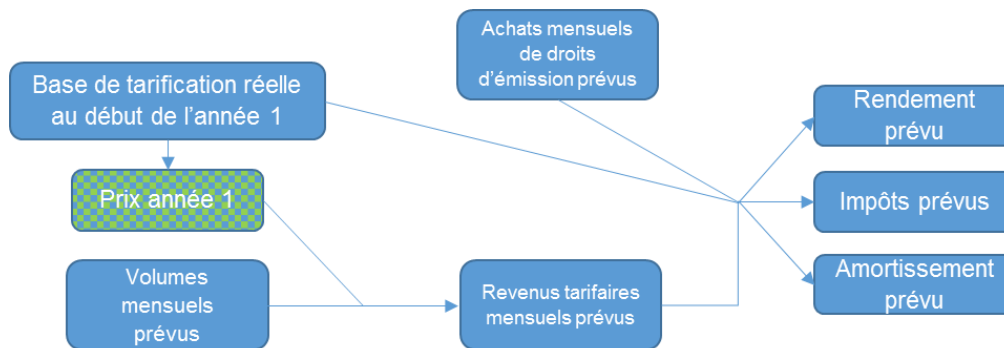 Achats mensuels
de droits
d’émission prévus
Base de tarification réelle
au début de l’année 1
Rendement
prévu
Prix année 1
Impôts prévus
Volumes
mensuels
prévus
Revenus tarifaires
mensuels prévus
Amortissement
prévu